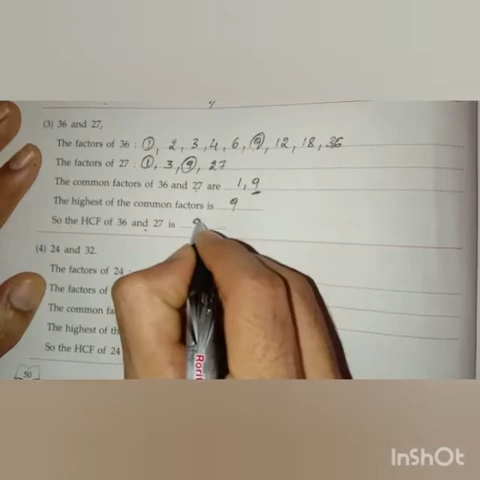 (3) 36 and 27,
The factors of 36 : 1, 2, 3, 4, 6, 9, 12, 18, 36
The factors of 27 : 1, 3, 9, 27
The common factors of 36 and 27 are 1, 9
The highest of the common factors is 9
So the HCF of 36 and 27 is 9
(4) 24 and 32.
The factors of 24
The factors of
The common
The highest of
So the HCF of 24
50
Rori
InShOt